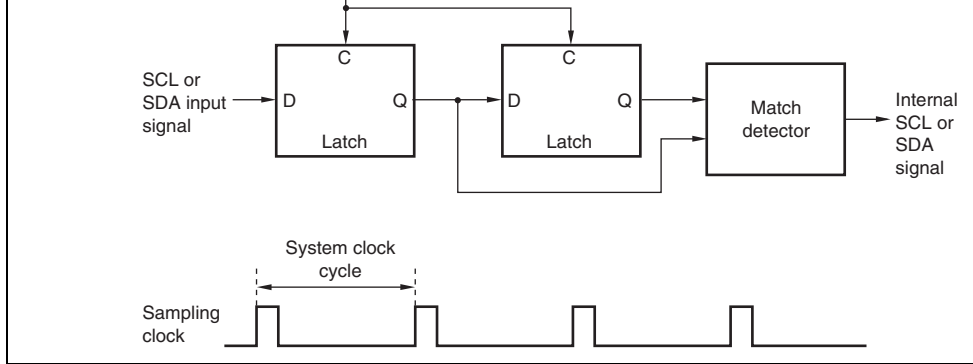 C
C
SCL or
SDA input
signal
D
Q
D
Q
Latch
Latch
Match
detector
Internal
SCL or
SDA
signal
System clock
cycle
Sampling
clock